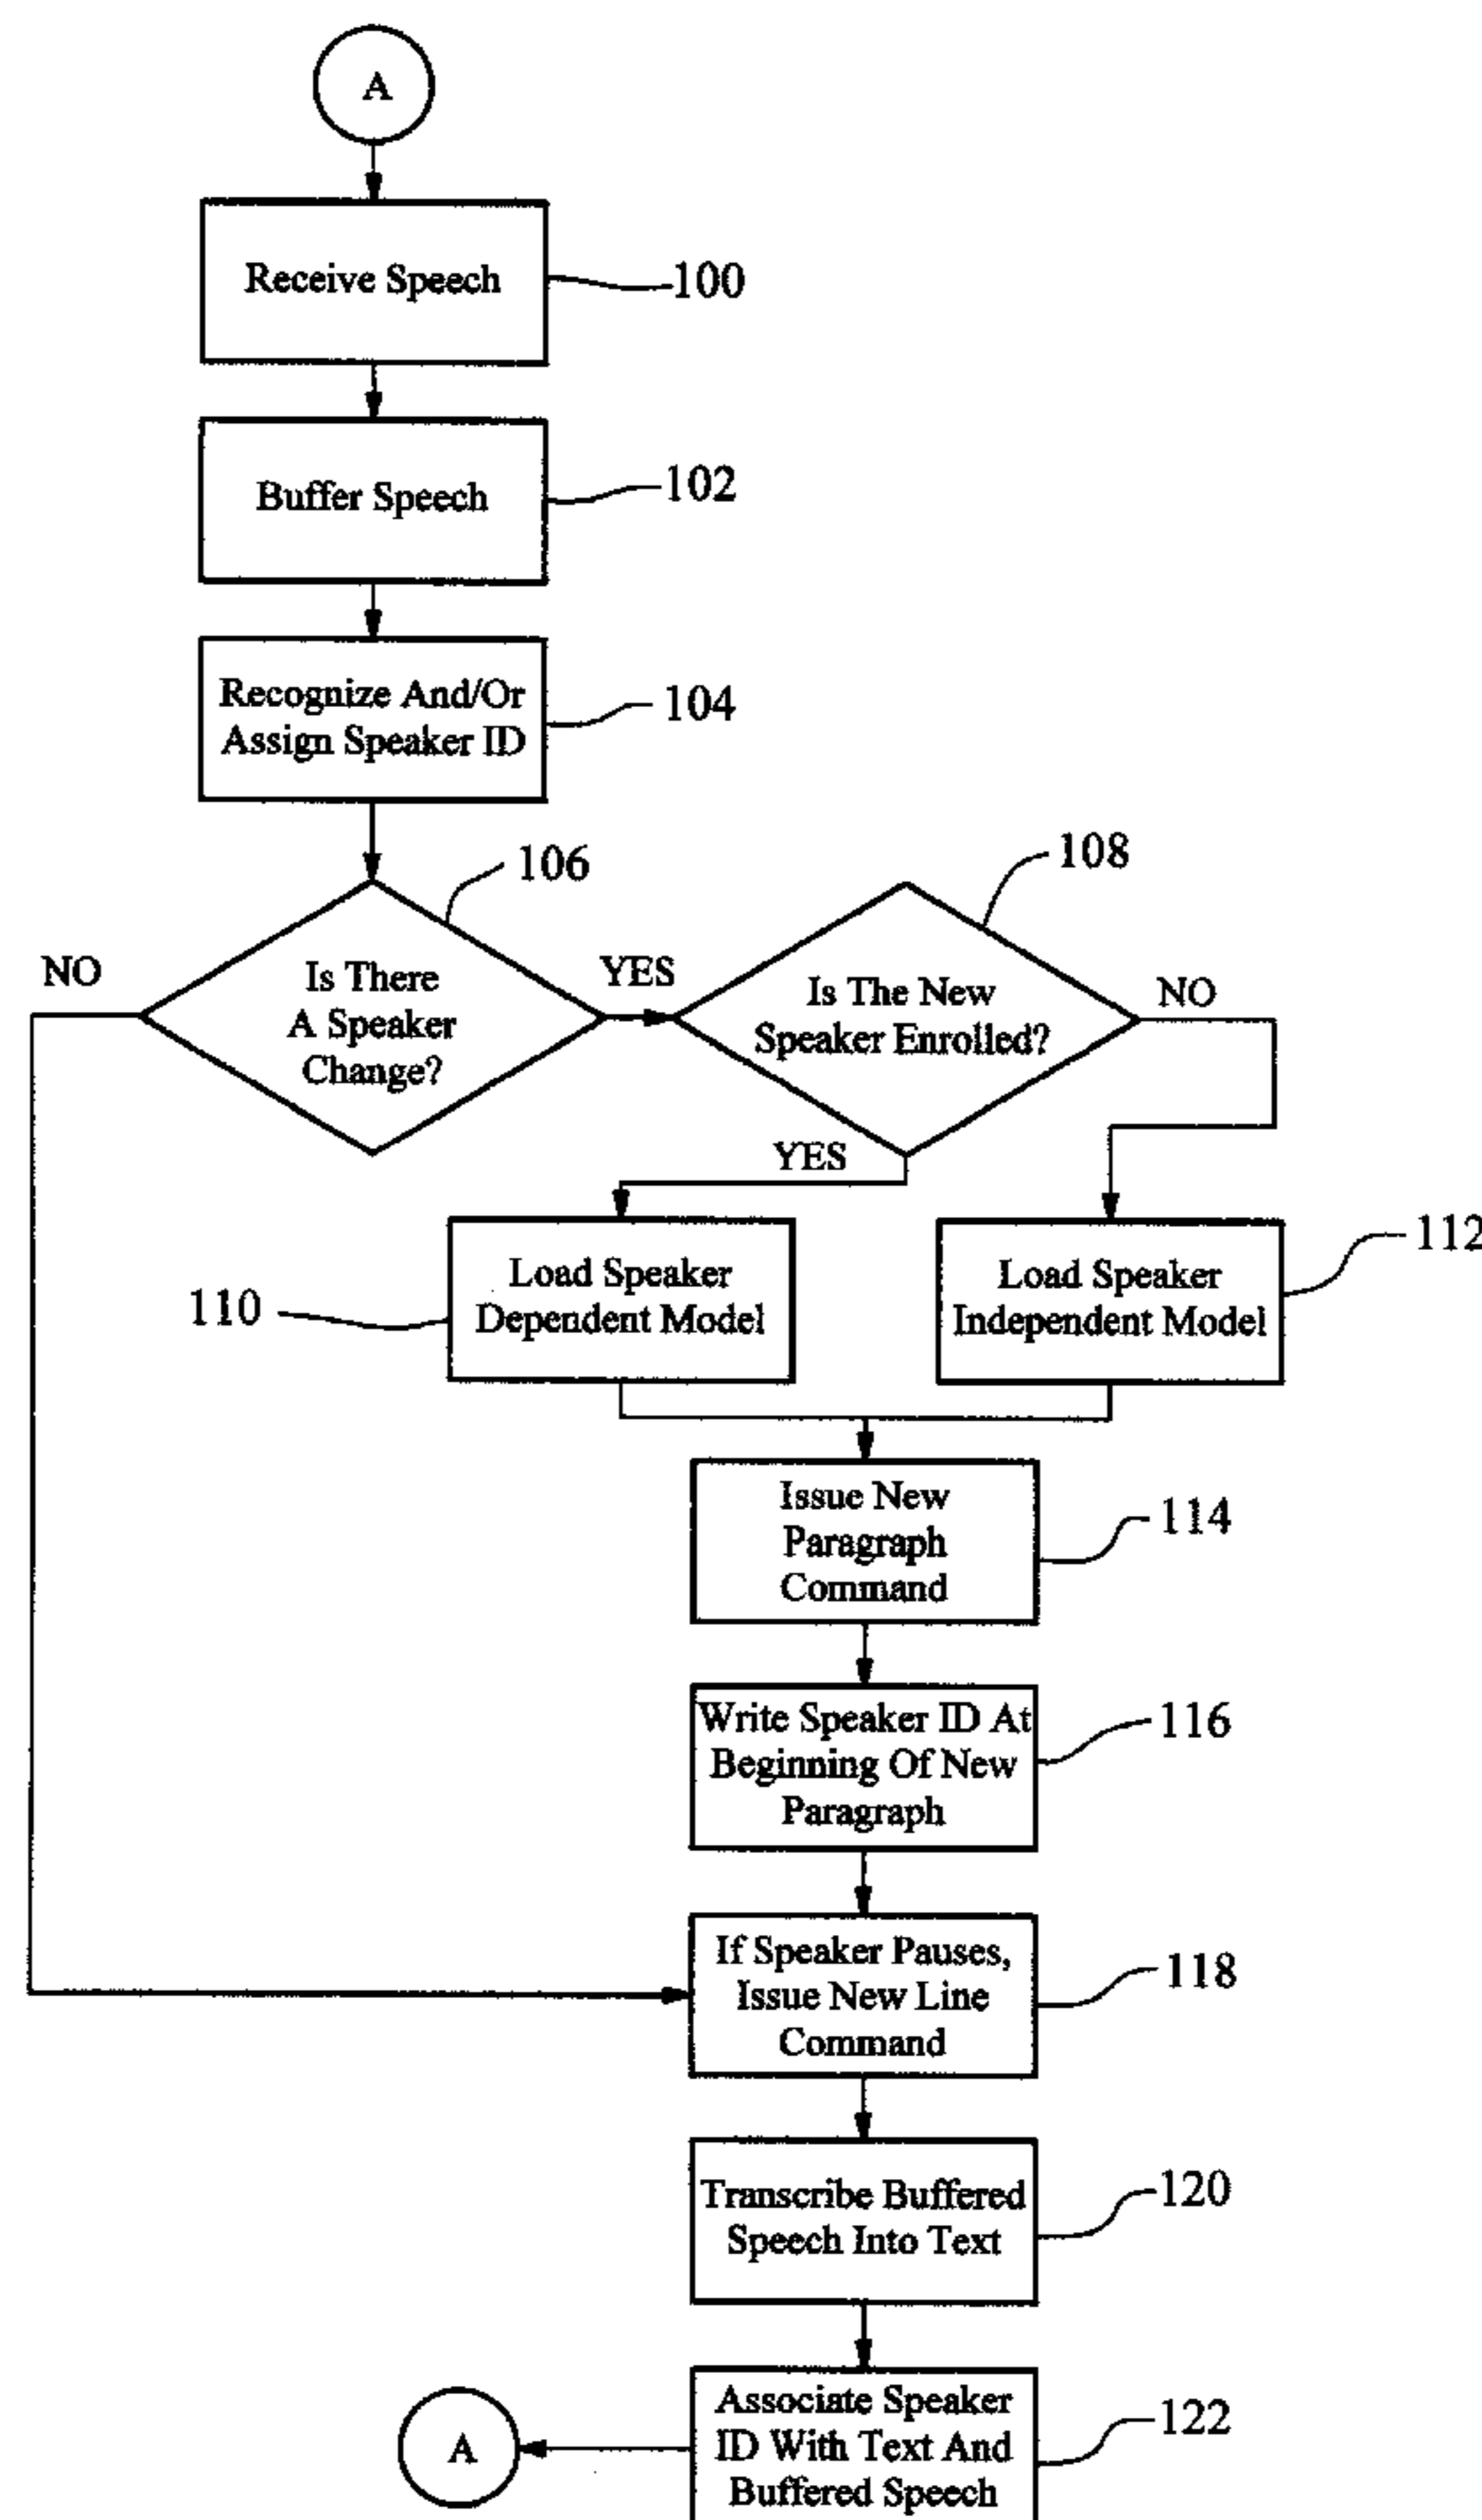 A
Receive Speech
100
Buffer Speech
102
Recognize And/Or
Assign Speaker ID
104
106
108
NO
Is There
A Speaker
Change?
YES
Is The New
Speaker Enrolled?
NO
YES
110
Load Speaker
Dependent Model
Load Speaker
Independent Model
112
Issue New
Paragraph
Command
114
Write Speaker ID At
Beginning Of New
Paragraph
116
If Speaker Pauses,
Issue New Line
Command
118
Transcribe Buffered
Speech Into Text
120
A
Associate Speaker
ID With Text And
Buffered Speech
122